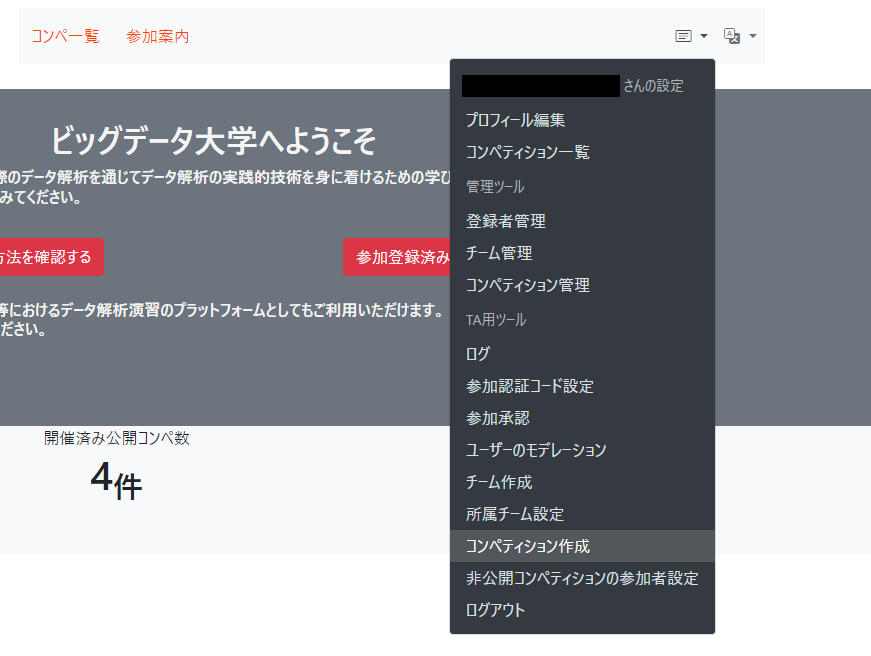 コンペ一覧
参加案内
さんの設定
プロフィール編集
コンペティション一覧
管理ツール
登録者管理
チーム管理
コンペティション管理
TA用ツール
ログ
参加認証コード設定
参加承認
ユーザーのモデレーション
チーム作成
所属チーム設定
コンペティション作成
非公開コンペティションの参加者設定
ログアウト
ビッグデータ大学へようこそ
際のデータ解析を通じてデータ解析の実践的技術を身に着けるための学び
みてください。
方法を確認する
参加登録済み
等におけるデータ解析演習のプラットフォームとしてもご利用いただけます。
ださい。
開催済み公開コンペ数
4件